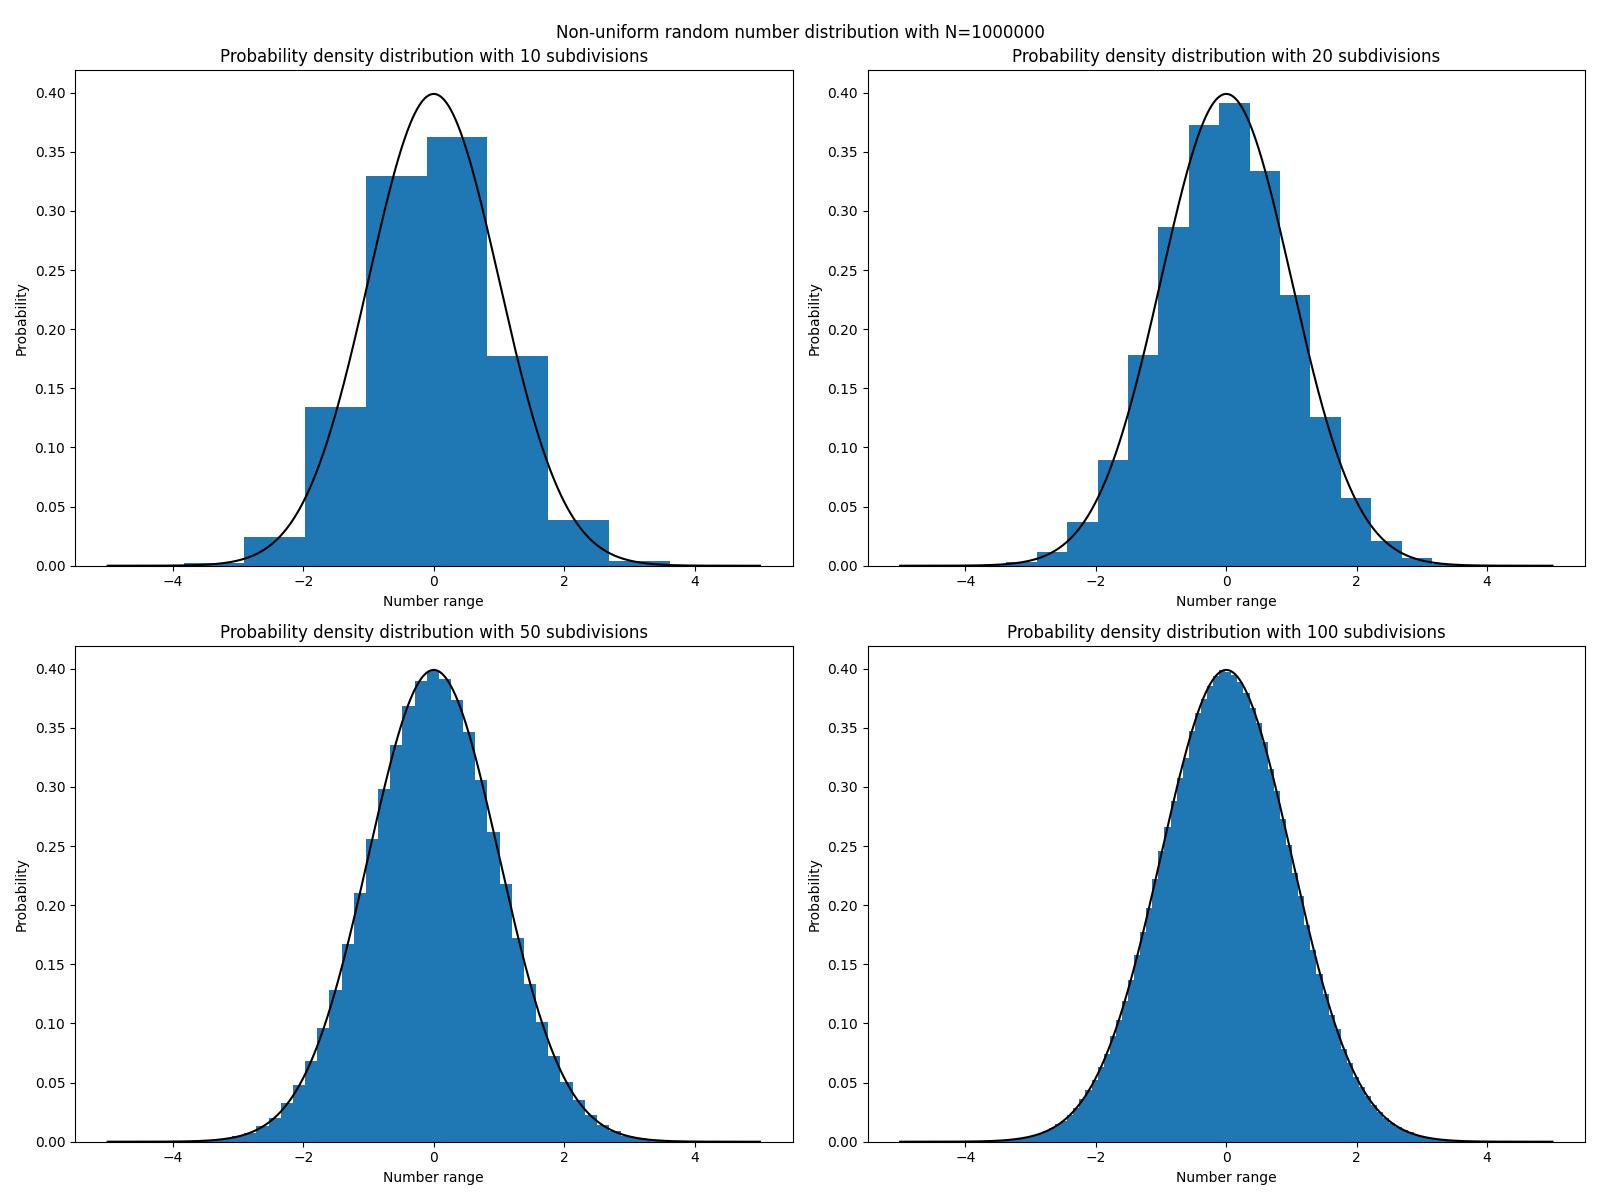 Non-uniform random number distribution with N=1000000
Probability density distribution with 10 subdivisions
0.40
0.35
0.30
0.25
0.20
0.15
0.10
0.05
0.00
Probability
−4 −2 0 2 4
Number range
Probability density distribution with 20 subdivisions
0.40
0.35
0.30
0.25
0.20
0.15
0.10
0.05
0.00
Probability
−4 −2 0 2 4
Number range
Probability density distribution with 50 subdivisions
0.40
0.35
0.30
0.25
0.20
0.15
0.10
0.05
0.00
Probability
−4 −2 0 2 4
Number range
Probability density distribution with 100 subdivisions
0.40
0.35
0.30
0.25
0.20
0.15
0.10
0.05
0.00
Probability
−4 −2 0 2 4
Number range